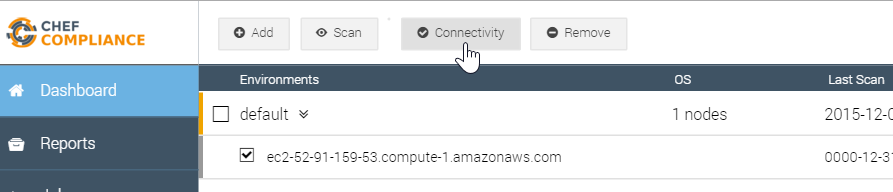 CHEF
COMPLIANCE
Add
Scan
Connectivity
Remove
Dashboard
Reports
Environments OS Last Scan
default 1 nodes 2015-12-0
ec2-52-91-159-53.compute-1.amazonaws.com 0000-12-31